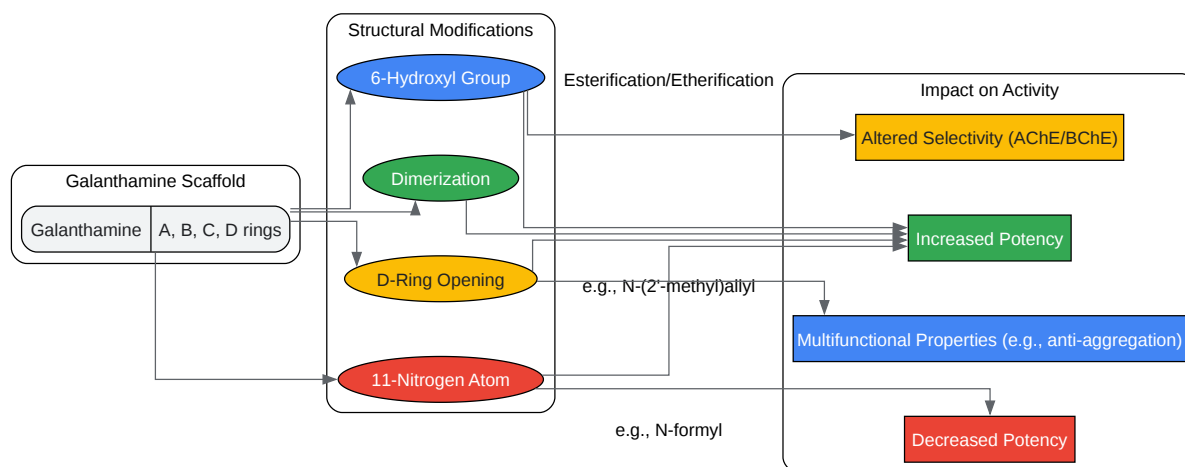 Structural Modifications
6-Hydroxyl Group
Esterification/Etherification
Impact on Activity
Altered Selectivity (AChE/BChE)
Galanthamine Scaffold
Dimerization
Galanthamine
A, B, C, D rings
Increased Potency
D-Ring Opening
e.g., N-(2'-methyl)allyl
Multifunctional Properties (e.g., anti-aggregation)
11-Nitrogen Atom
e.g., N-formyl
Decreased Potency